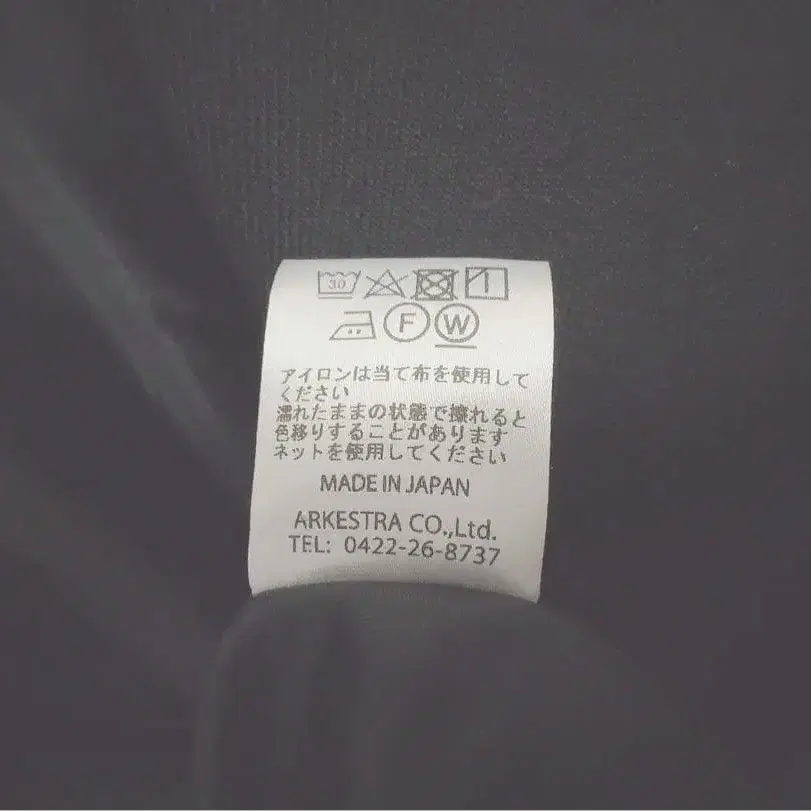 30
F W
アイロンは当て布を使用して
ください
濡れたままの状態で擦れると
色移りすることがあります
ネットを使用してください
MADE IN JAPAN
ARKESTRA CO.,Ltd.
TEL: 0422-26-8737